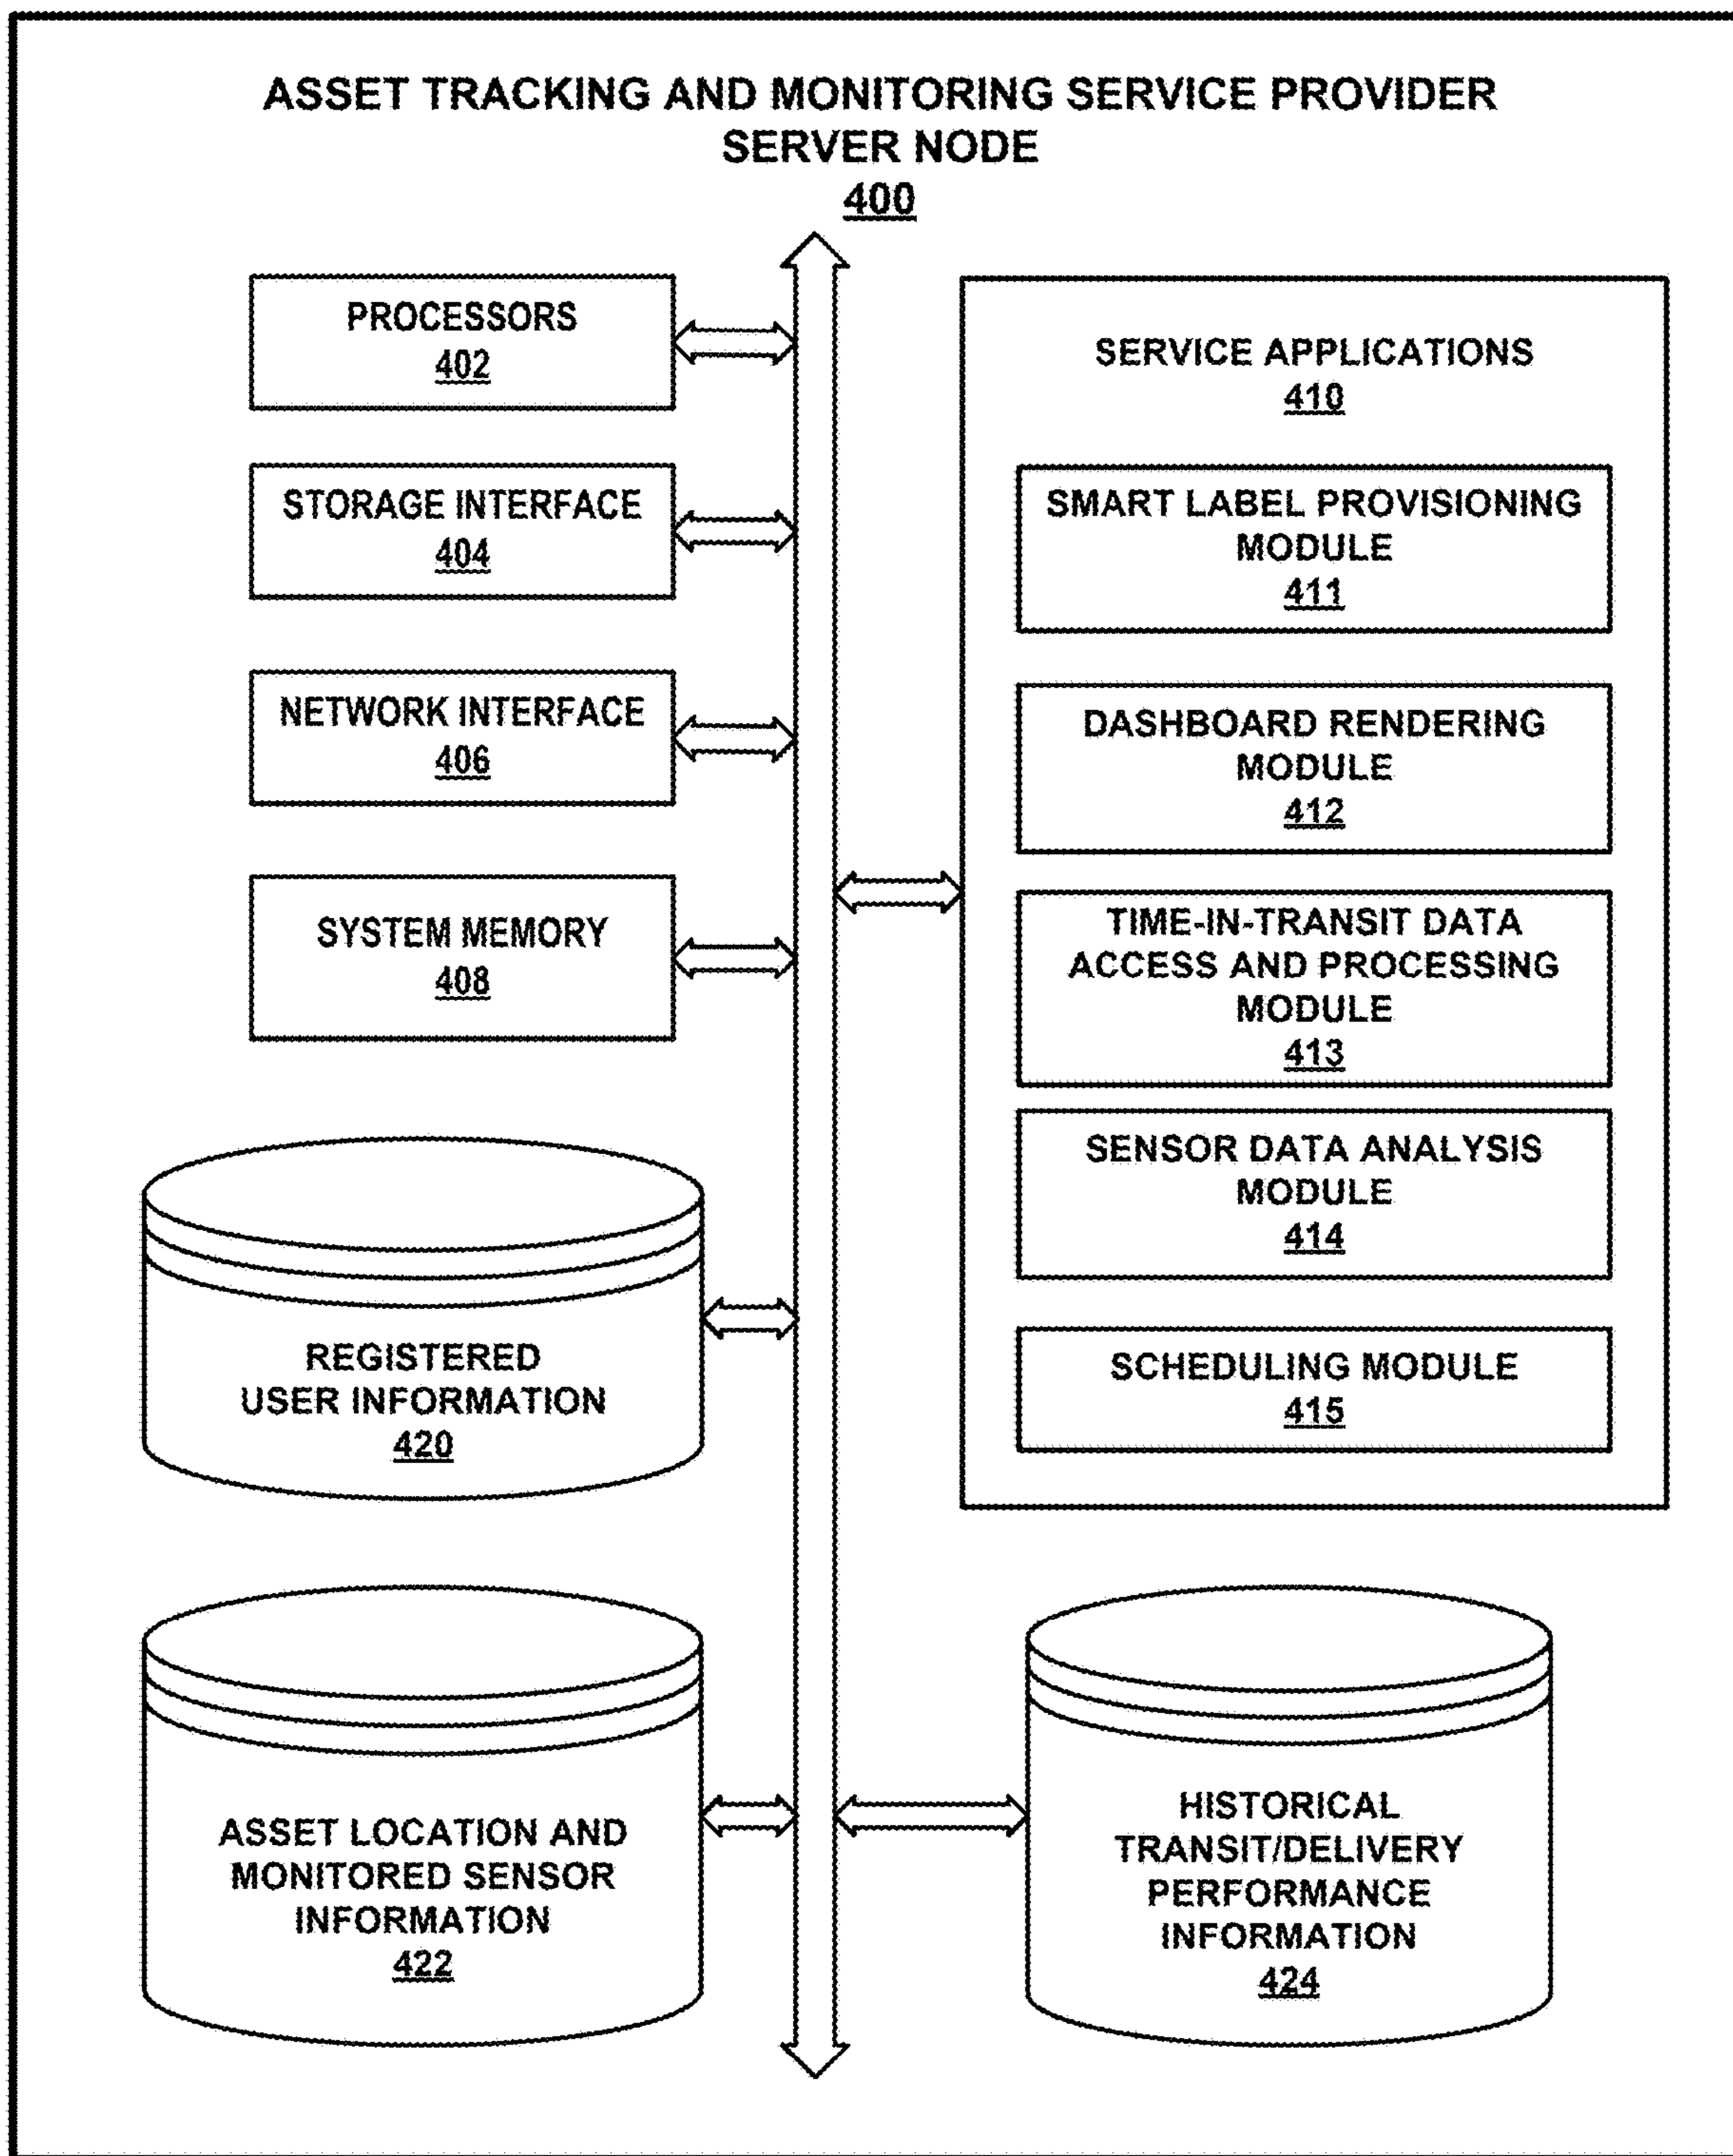 ASSET TRACKING AND MONITORING SERVICE PROVIDER
SERVER NODE
400
PROCESSORS
402
STORAGE INTERFACE
404
NETWORK INTERFACE
406
SYSTEM MEMORY
408
REGISTERED
USER INFORMATION
420
ASSET LOCATION AND
MONITORED SENSOR
INFORMATION
422
SERVICE APPLICATIONS
410
SMART LABEL PROVISIONING
MODULE
411
DASHBOARD RENDERING
MODULE
412
TIME-IN-TRANSIT DATA
ACCESS AND PROCESSING
MODULE
413
SENSOR DATA ANALYSIS
MODULE
414
SCHEDULING MODULE
415
HISTORICAL
TRANSIT/DELIVERY
PERFORMANCE
INFORMATION
424